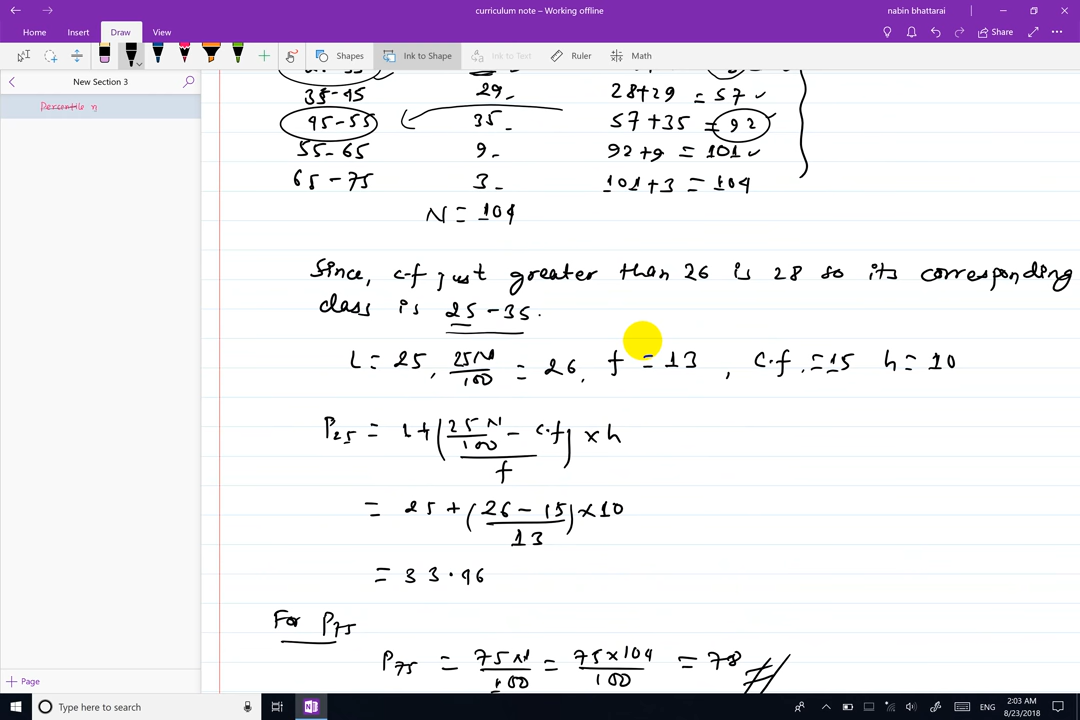 curriculum note – Working offline
nabin bhattarai
Home Insert Draw View
Share
Shapes Ink to Shape Ink to Text Ink to Text Ruler Math
New Section 3
Percentile n
35-45 29 28+29 = 57
45-55 35 57+35 = 92
55-65 9 92+9 = 101
65-75 3 101+3 = 104
N = 104
Since, c.f just greater than 26 is 28 so its corresponding
class is 25-35.
L = 25, 25N/100 = 26, f = 13, c.f. = 15 h = 10
P25 = L+(25N/100 - c.f/f) × h
= 25 + (26-15/13) × 10
= 33.46
For P75
P75 = 75N/100 = 75×104/100 = 78
+ Page
Type here to search
ENG
2:03 AM
8/23/2018